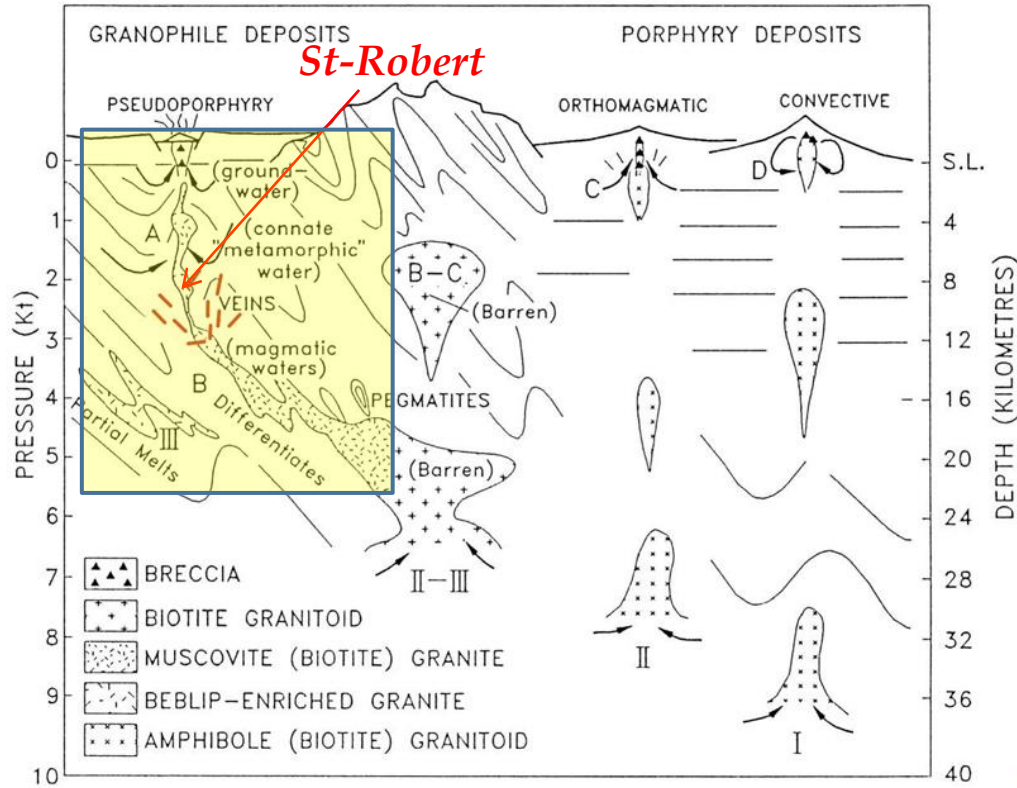 GRANOPHILE DEPOSITS
PORPHYRY DEPOSITS
St-Robert
PSEUDOPORPHYRY
ORTHOMAGMATIC
CONVECTIVE
(ground-
water)
A
(connate
"metamorphic"
water)
VEINS
(magmatic
waters)
B
Differentiates
III
Partial Melts
B-C
(Barren)
PEGMATITES
(Barren)
II-III
C
D
II
I
PRESSURE (Kt)
0
1
2
3
4
5
6
7
8
9
10
S.L.
4
8
12
16
20
24
28
32
36
40
DEPTH (KILOMETRES)
BRECCIA
BIOTITE GRANITOID
MUSCOVITE (BIOTITE) GRANITE
BEBLIP-ENRICHED GRANITE
AMPHIBOLE (BIOTITE) GRANITOID